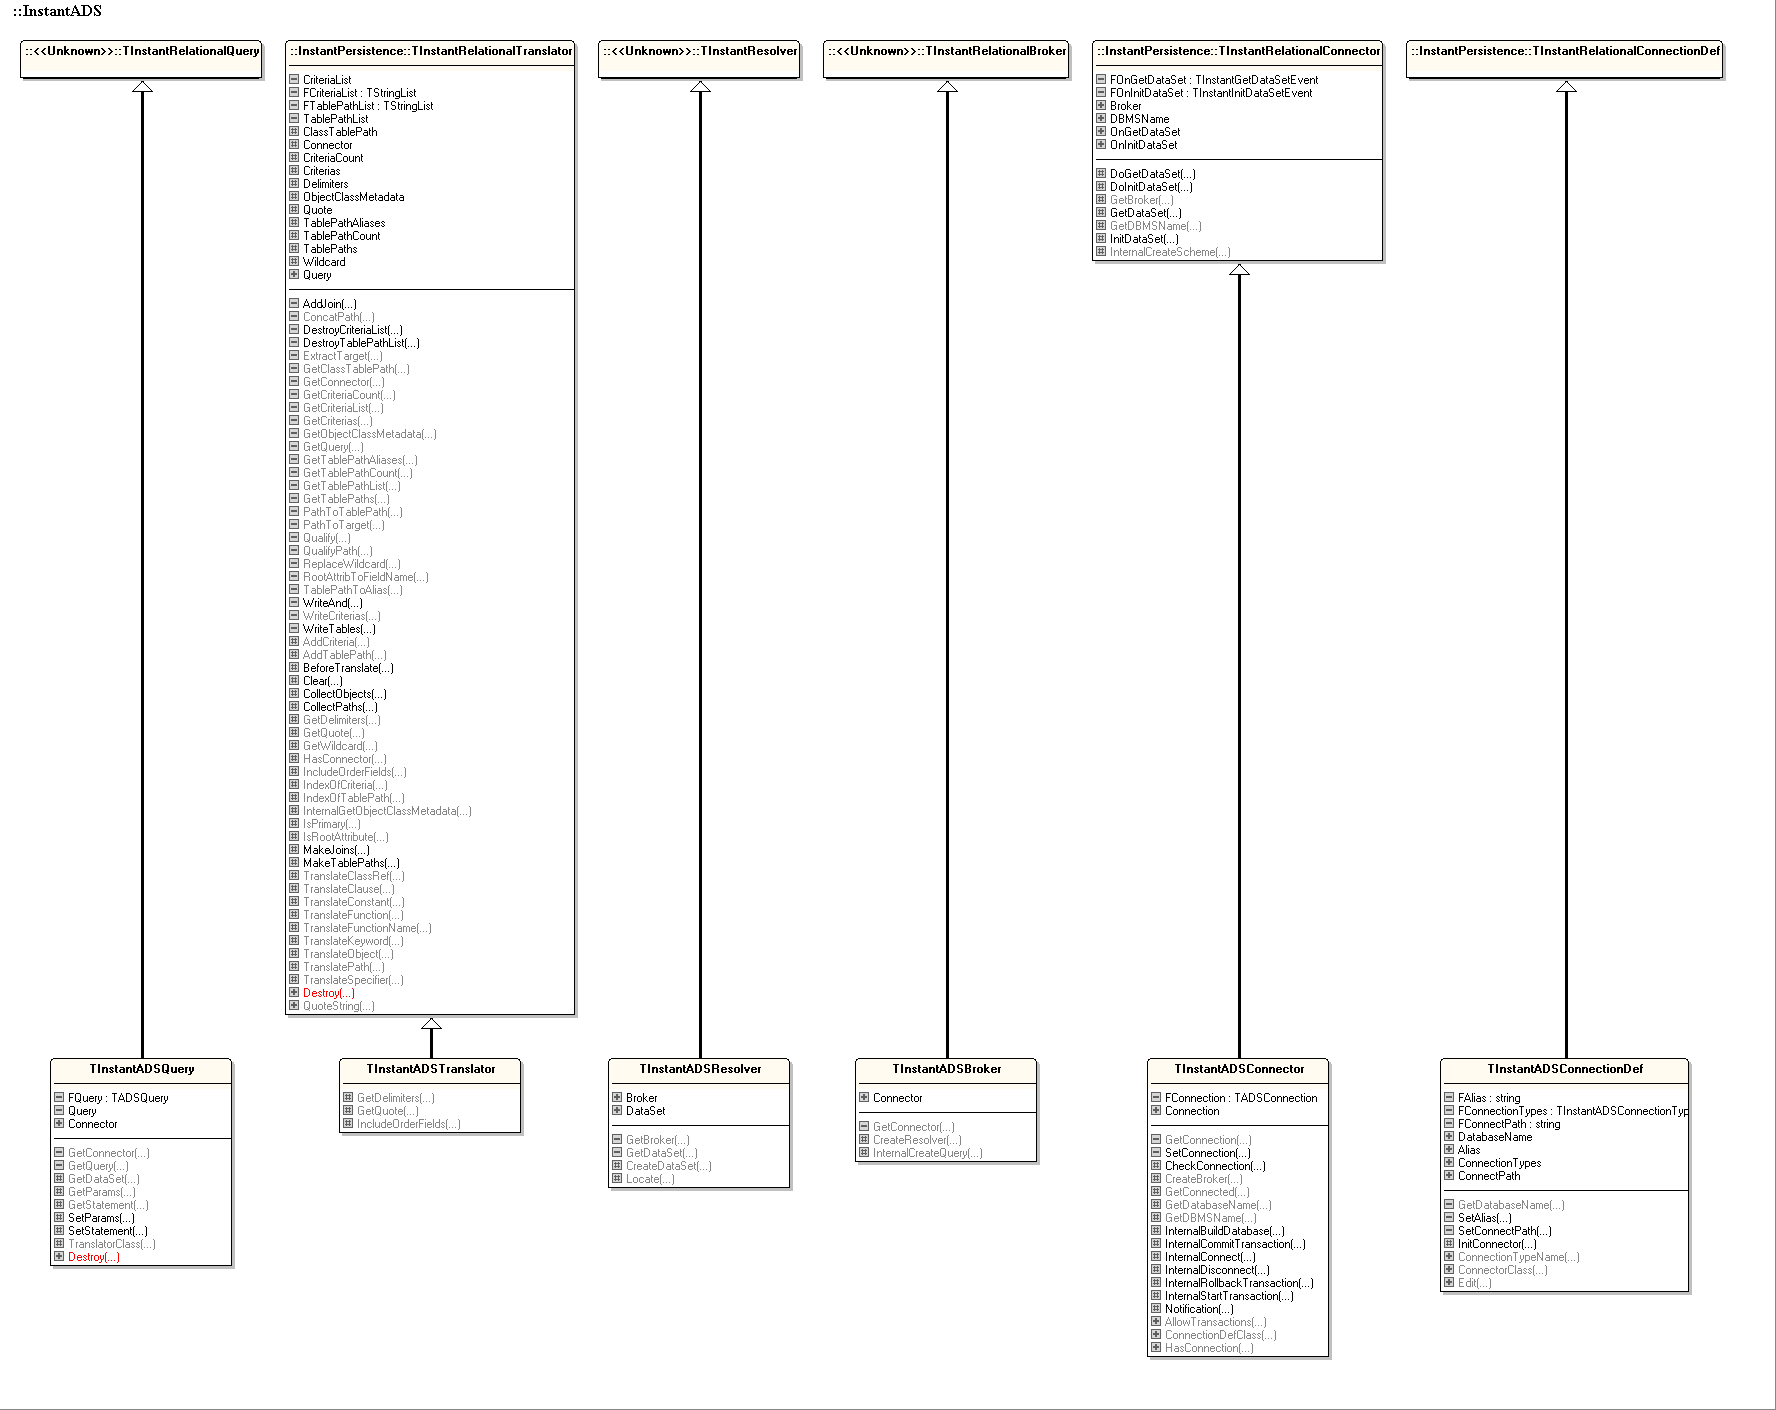 ::InstantADS
::<<Unknown>>::TInstantRelationalQuery
::InstantPersistence::TInstantRelationalTranslator
CriteriaList
FCriteriaList : TStringList
FTablePathList : TStringList
TablePathList
ClassTablePath
Connector
CriteriaCount
Criterias
Delimiters
ObjectClassMetadata
Quote
TablePathAliases
TablePathCount
TablePaths
Wildcard
Query
AddJoin(...)
ConcatPath(...)
DestroyCriteriaList(...)
DestroyTablePathList(...)
ExtractTarget(...)
GetClassTablePath(...)
GetConnector(...)
GetCriteriaCount(...)
GetCriteriaList(...)
GetCriterias(...)
GetObjectClassMetadata(...)
GetQuery(...)
GetTablePathAliases(...)
GetTablePathCount(...)
GetTablePathList(...)
GetTablePaths(...)
PathToTablePath(...)
PathToTarget(...)
Qualify(...)
QualifyPath(...)
ReplaceWildcard(...)
RootAttribToFieldName(...)
TablePathToAlias(...)
WriteAnd(...)
WriteCriterias(...)
WriteTables(...)
AddCriteria(...)
AddTablePath(...)
BeforeTranslate(...)
Clear(...)
CollectObjects(...)
CollectPaths(...)
GetDelimiters(...)
GetQuote(...)
GetWildcard(...)
HasConnector(...)
IncludeOrderFields(...)
IndexOfCriteria(...)
IndexOfTablePath(...)
InternalGetObjectClassMetadata(...)
IsPrimary(...)
IsRootAttribute(...)
MakeJoins(...)
MakeTablePaths(...)
TranslateClassRef(...)
TranslateClause(...)
TranslateConstant(...)
TranslateFunction(...)
TranslateFunctionName(...)
TranslateKeyword(...)
TranslateObject(...)
TranslatePath(...)
TranslateSpecifier(...)
Destroy(...)
QuoteString(...)
::<<Unknown>>::TInstantResolver
::<<Unknown>>::TInstantRelationalBroker
::InstantPersistence::TInstantRelationalConnector
FOnGetDataSet : TInstantGetDataSetEvent
FOnInitDataSet : TInstantInitDataSetEvent
Broker
DBMSName
OnGetDataSet
OnInitDataSet
DoGetDataSet(...)
DoInitDataSet(...)
GetBroker(...)
GetDataSet(...)
GetDBMSName(...)
InitDataSet(...)
InternalCreateScheme(...)
::InstantPersistence::TInstantRelationalConnectionDef
TInstantADSQuery
FQuery : TADSQuery
Query
Connector
GetConnector(...)
GetQuery(...)
GetDataSet(...)
GetParams(...)
GetStatement(...)
SetParams(...)
SetStatement(...)
TranslatorClass(...)
Destroy(...)
TInstantADSTranslator
GetDelimiters(...)
GetQuote(...)
IncludeOrderFields(...)
TInstantADSResolver
Broker
DataSet
GetBroker(...)
GetDataSet(...)
CreateDataSet(...)
Locate(...)
TInstantADSBroker
Connector
GetConnector(...)
CreateResolver(...)
InternalCreateQuery(...)
TInstantADSConnector
FConnection : TADSConnection
Connection
GetConnection(...)
SetConnection(...)
CheckConnection(...)
CreateBroker(...)
GetConnected(...)
GetDatabaseName(...)
GetDBMSName(...)
InternalBuildDatabase(...)
InternalCommitTransaction(...)
InternalConnect(...)
InternalDisconnect(...)
InternalRollbackTransaction(...)
InternalStartTransaction(...)
Notification(...)
AllowTransactions(...)
ConnectionDefClass(...)
HasConnection(...)
TInstantADSConnectionDef
FAlias : string
FConnectionTypes : TInstantADSConnectionTyp
FConnectPath : string
DatabaseName
Alias
ConnectionTypes
ConnectPath
GetDatabaseName(...)
SetAlias(...)
SetConnectPath(...)
InitConnector(...)
ConnectionTypeName(...)
ConnectorClass(...)
Edit(...)